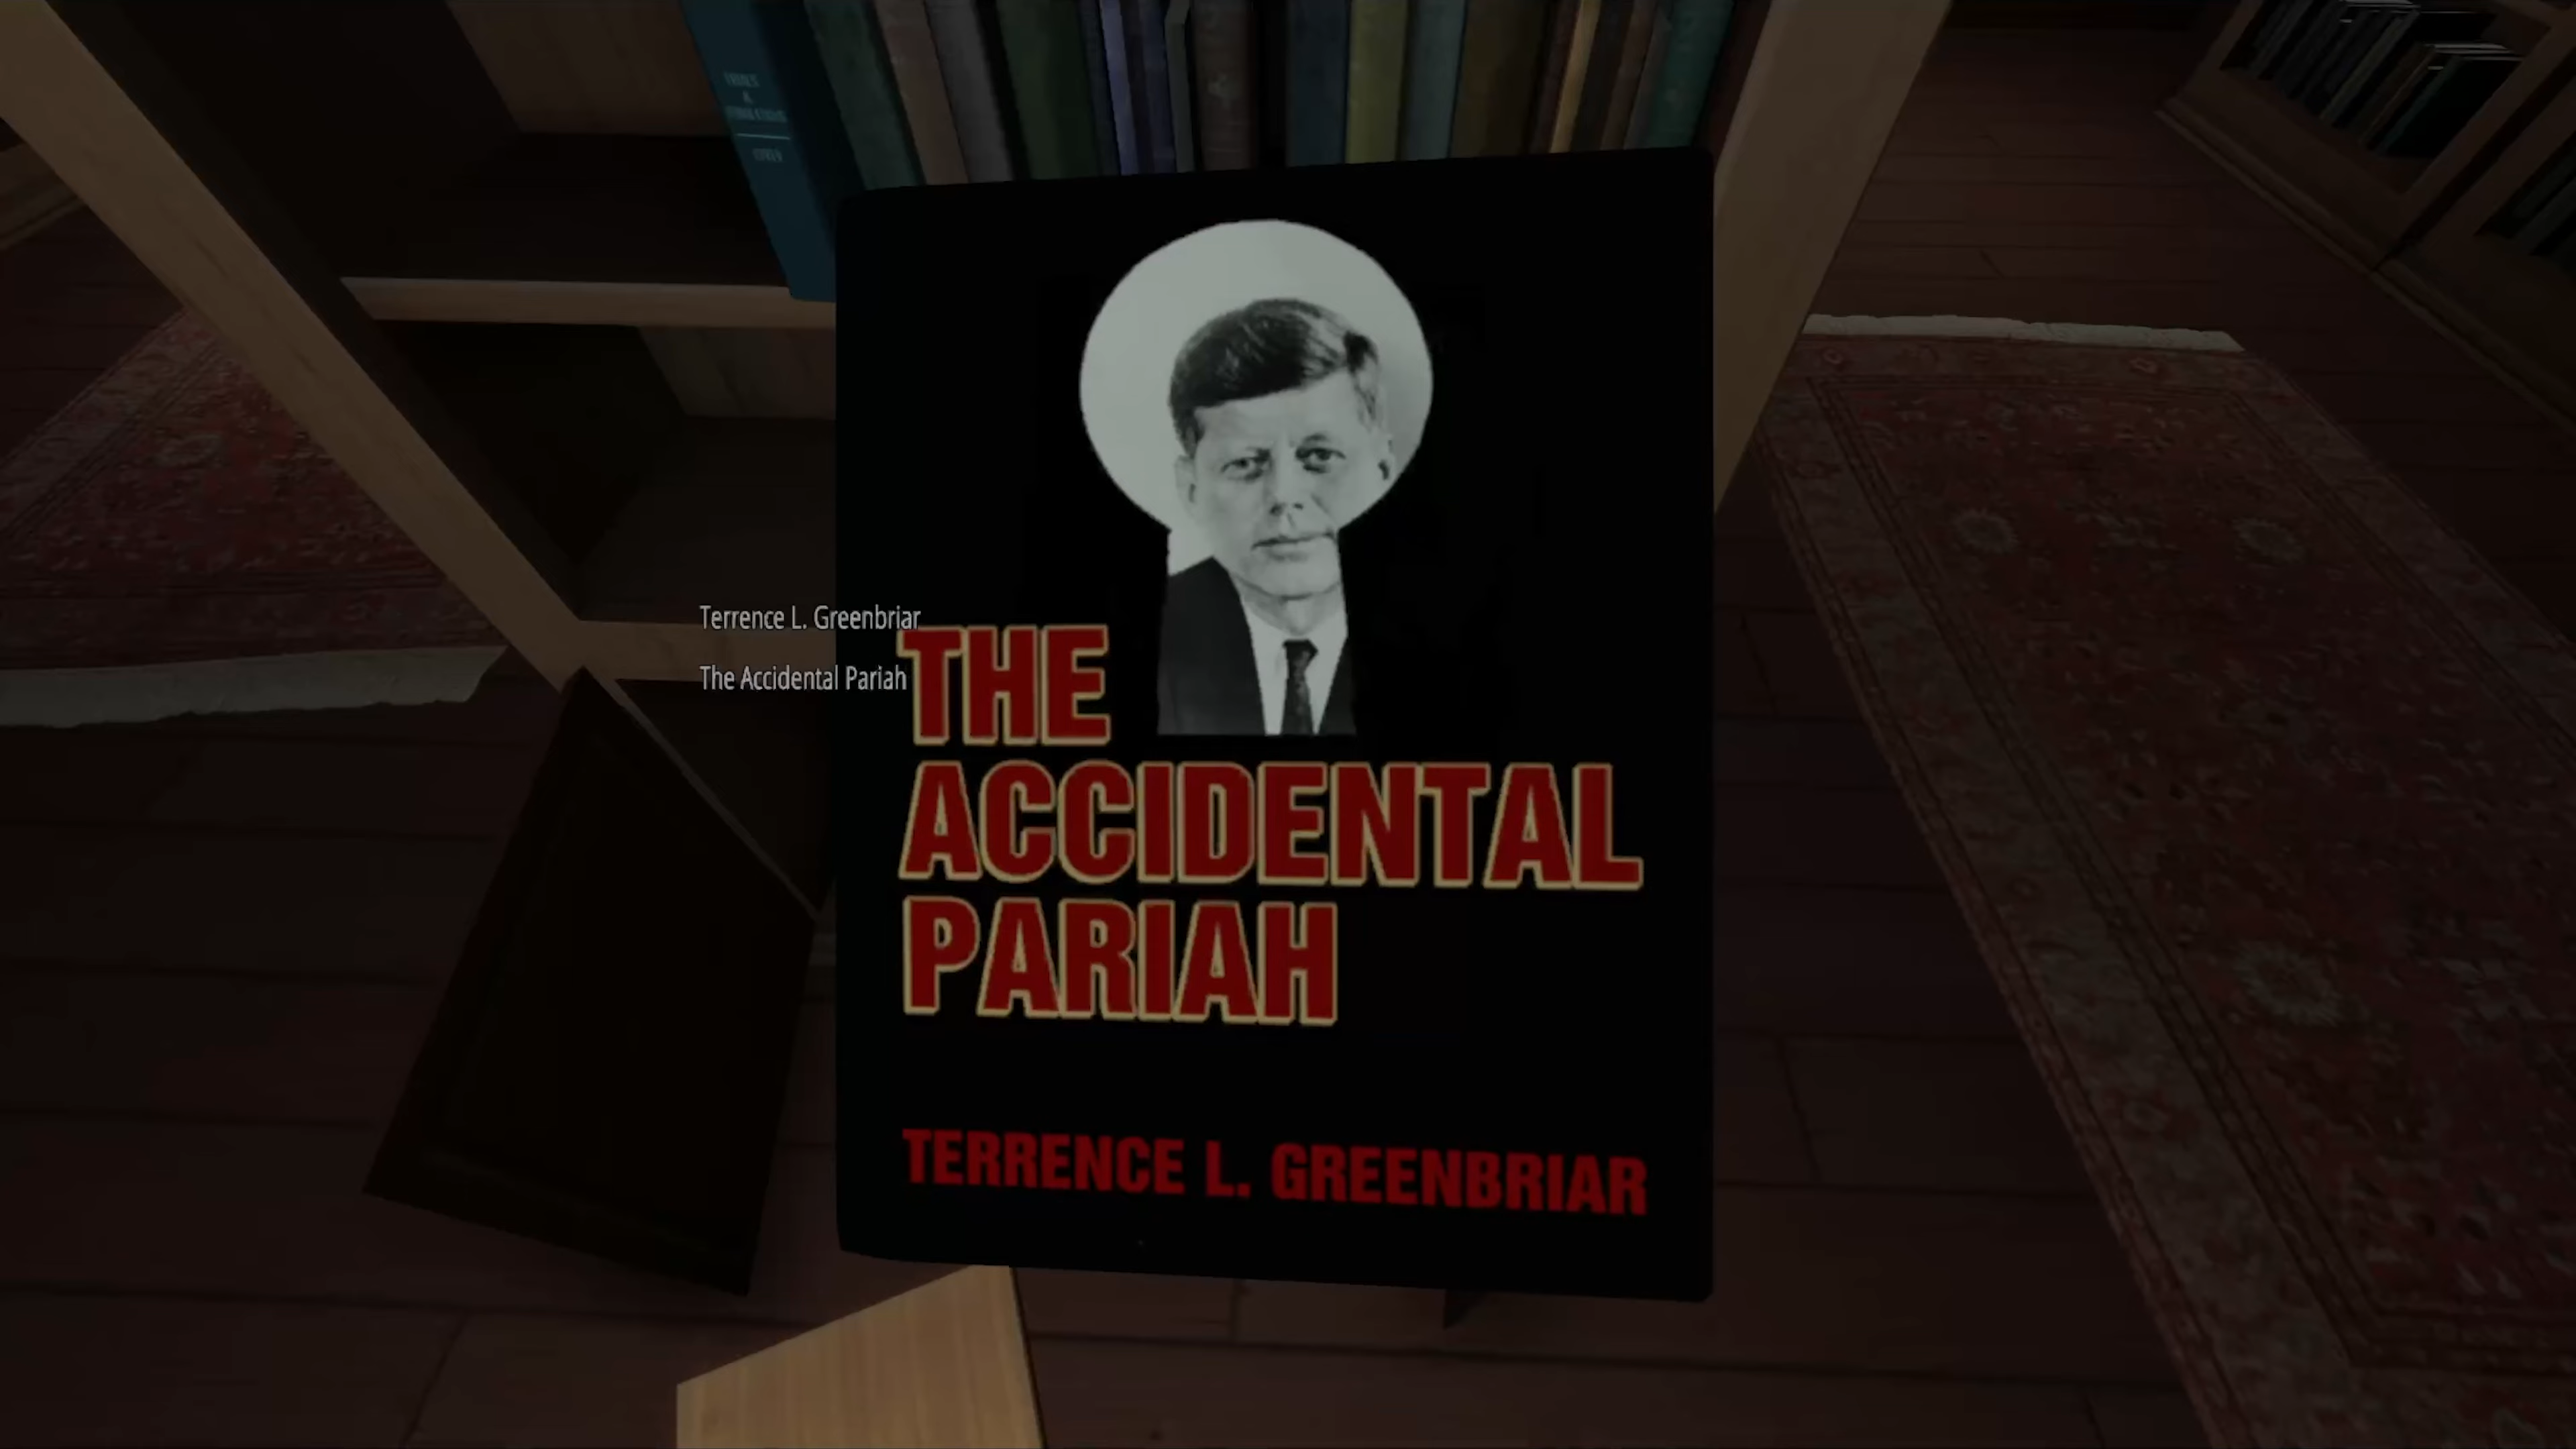 Terrence L. Greenbriar
The Accidental Pariah
THE
ACCIDENTAL
PARIAH
TERRENCE L. GREENBRIAR